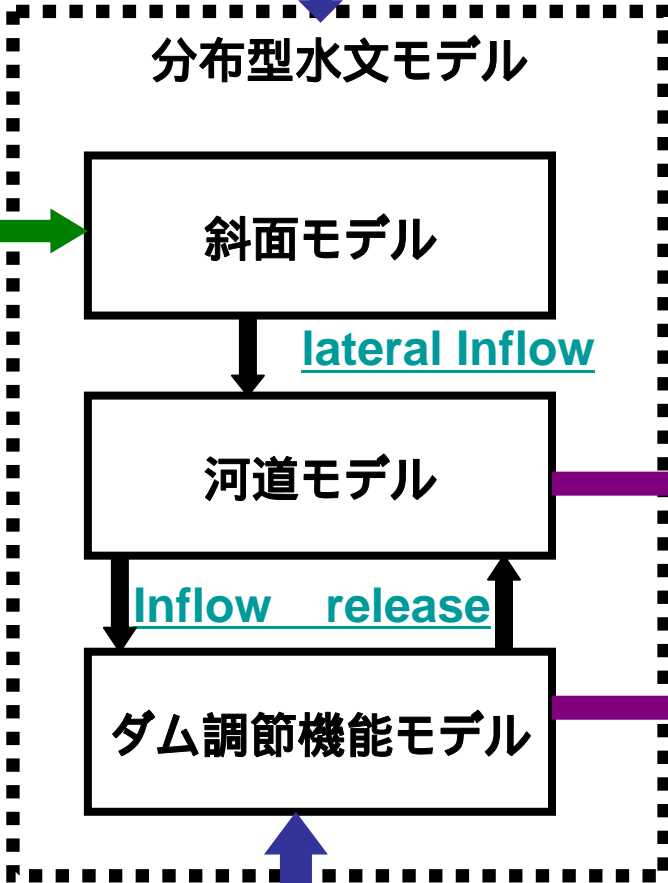 分布型水文モデル
斜面モデル
lateral Inflow
河道モデル
Inflow release
ダム調節機能モデル